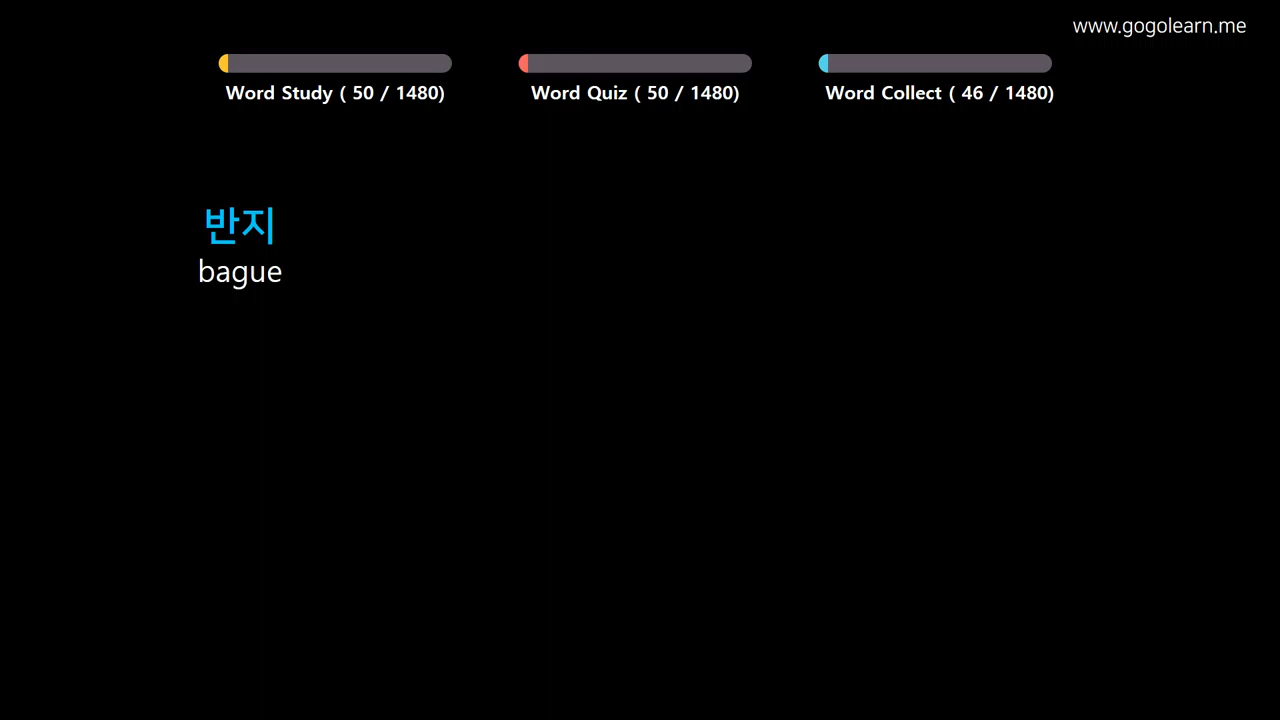 www.gogolearn.me
Word Study ( 50 / 1480)
Word Quiz ( 50 / 1480)
Word Collect ( 46 / 1480)
반지
bague